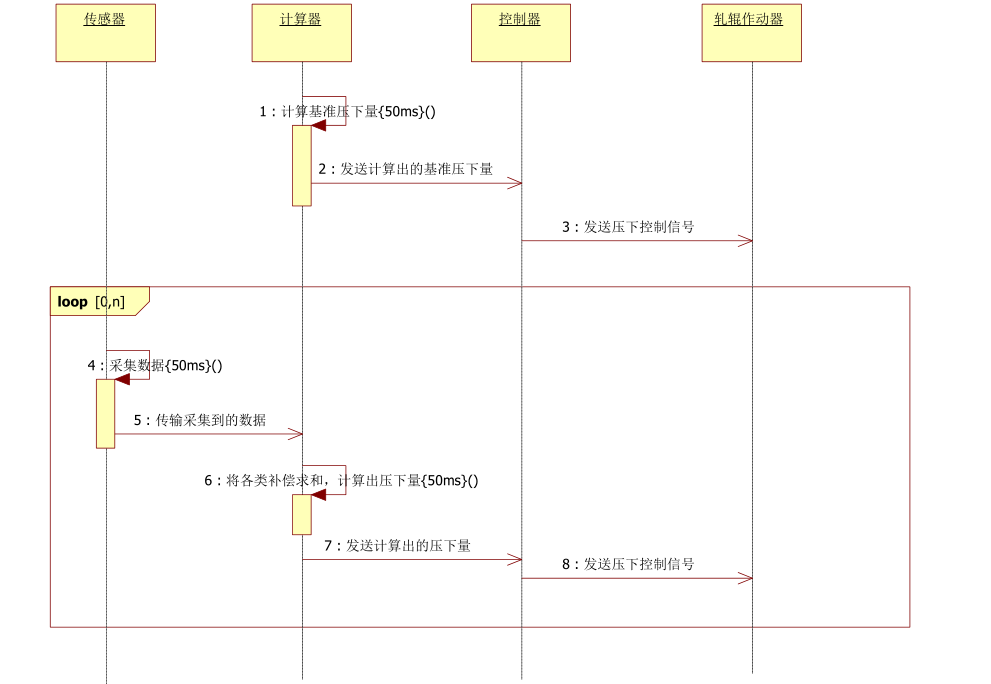 传感器
计算器
控制器
轧辊作动器
1：计算基准压下量{50ms}()
2：发送计算出的基准压下量
3：发送压下控制信号
loop [0,n]
4：采集数据{50ms}()
5：传输采集到的数据
6：将各类补偿求和，计算出压下量{50ms}()
7：发送计算出的压下量
8：发送压下控制信号